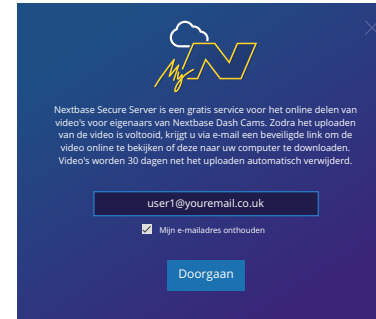 My N
Nextbase Secure Server is een gratis service voor het online delen van
video's voor eigenaars van Nextbase Dash Cams. Zodra het uploaden
van de video is voltooid, krijgt u via e-mail een beveiligde link om de
video online te bekijken of deze naar uw computer te downloaden.
Video's worden 30 dagen net het uploaden automatisch verwijderd.
user1@youremail.co.uk
Mijn e-mailadres onthouden
Doorgaan